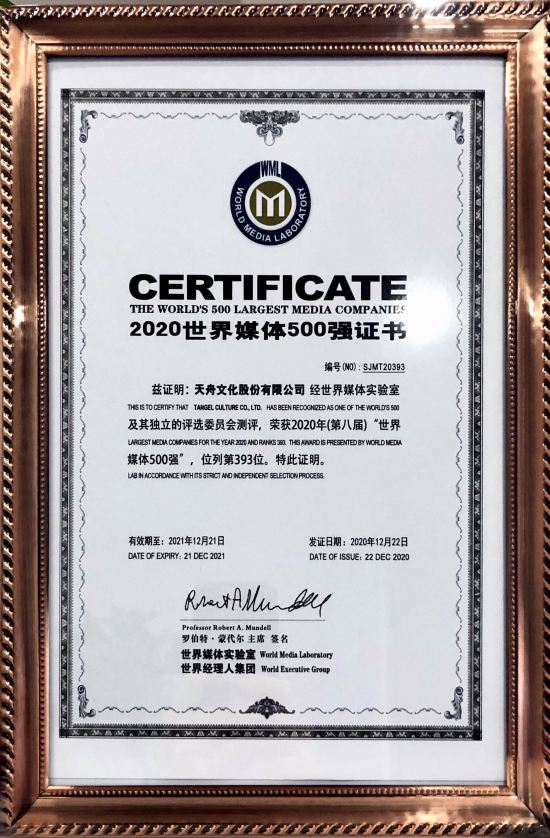 WML
WORLD MEDIA LABORATORY
CERTIFICATE
THE WORLD'S 500 LARGEST MEDIA COMPANIES
2020世界媒体500强证书
编号(NO): SJMT20393
兹证明：天舟文化股份有限公司 经世界媒体实验室
THIS IS TO CERTIFY THAT TANGEL CULTURE CO., LTD. HAS BEEN RECOGNIZED AS ONE OF THE WORLD'S 500
及其独立的评选委员会测评，荣获2020年(第八届)“世界
LARGEST MEDIA COMPANIES FOR THE YEAR 2020 AND RANKS 393. THIS AWARD IS PRESENTED BY WORLD MEDIA
媒体500强”，位列第393位。特此证明。
LAB IN ACCORDANCE WITH ITS STRICT AND INDEPENDENT SELECTION PROCESS.
有效期至：2021年12月21日 发证日期：2020年12月22日
DATE OF EXPIRY: 21 DEC 2021 DATE OF ISSUE: 22 DEC 2020
Robert A Mundell
Professor Robert A. Mundell
罗伯特·蒙代尔 主席 签名
世界媒体实验室 World Media Laboratory
世界经理人集团 World Executive Group